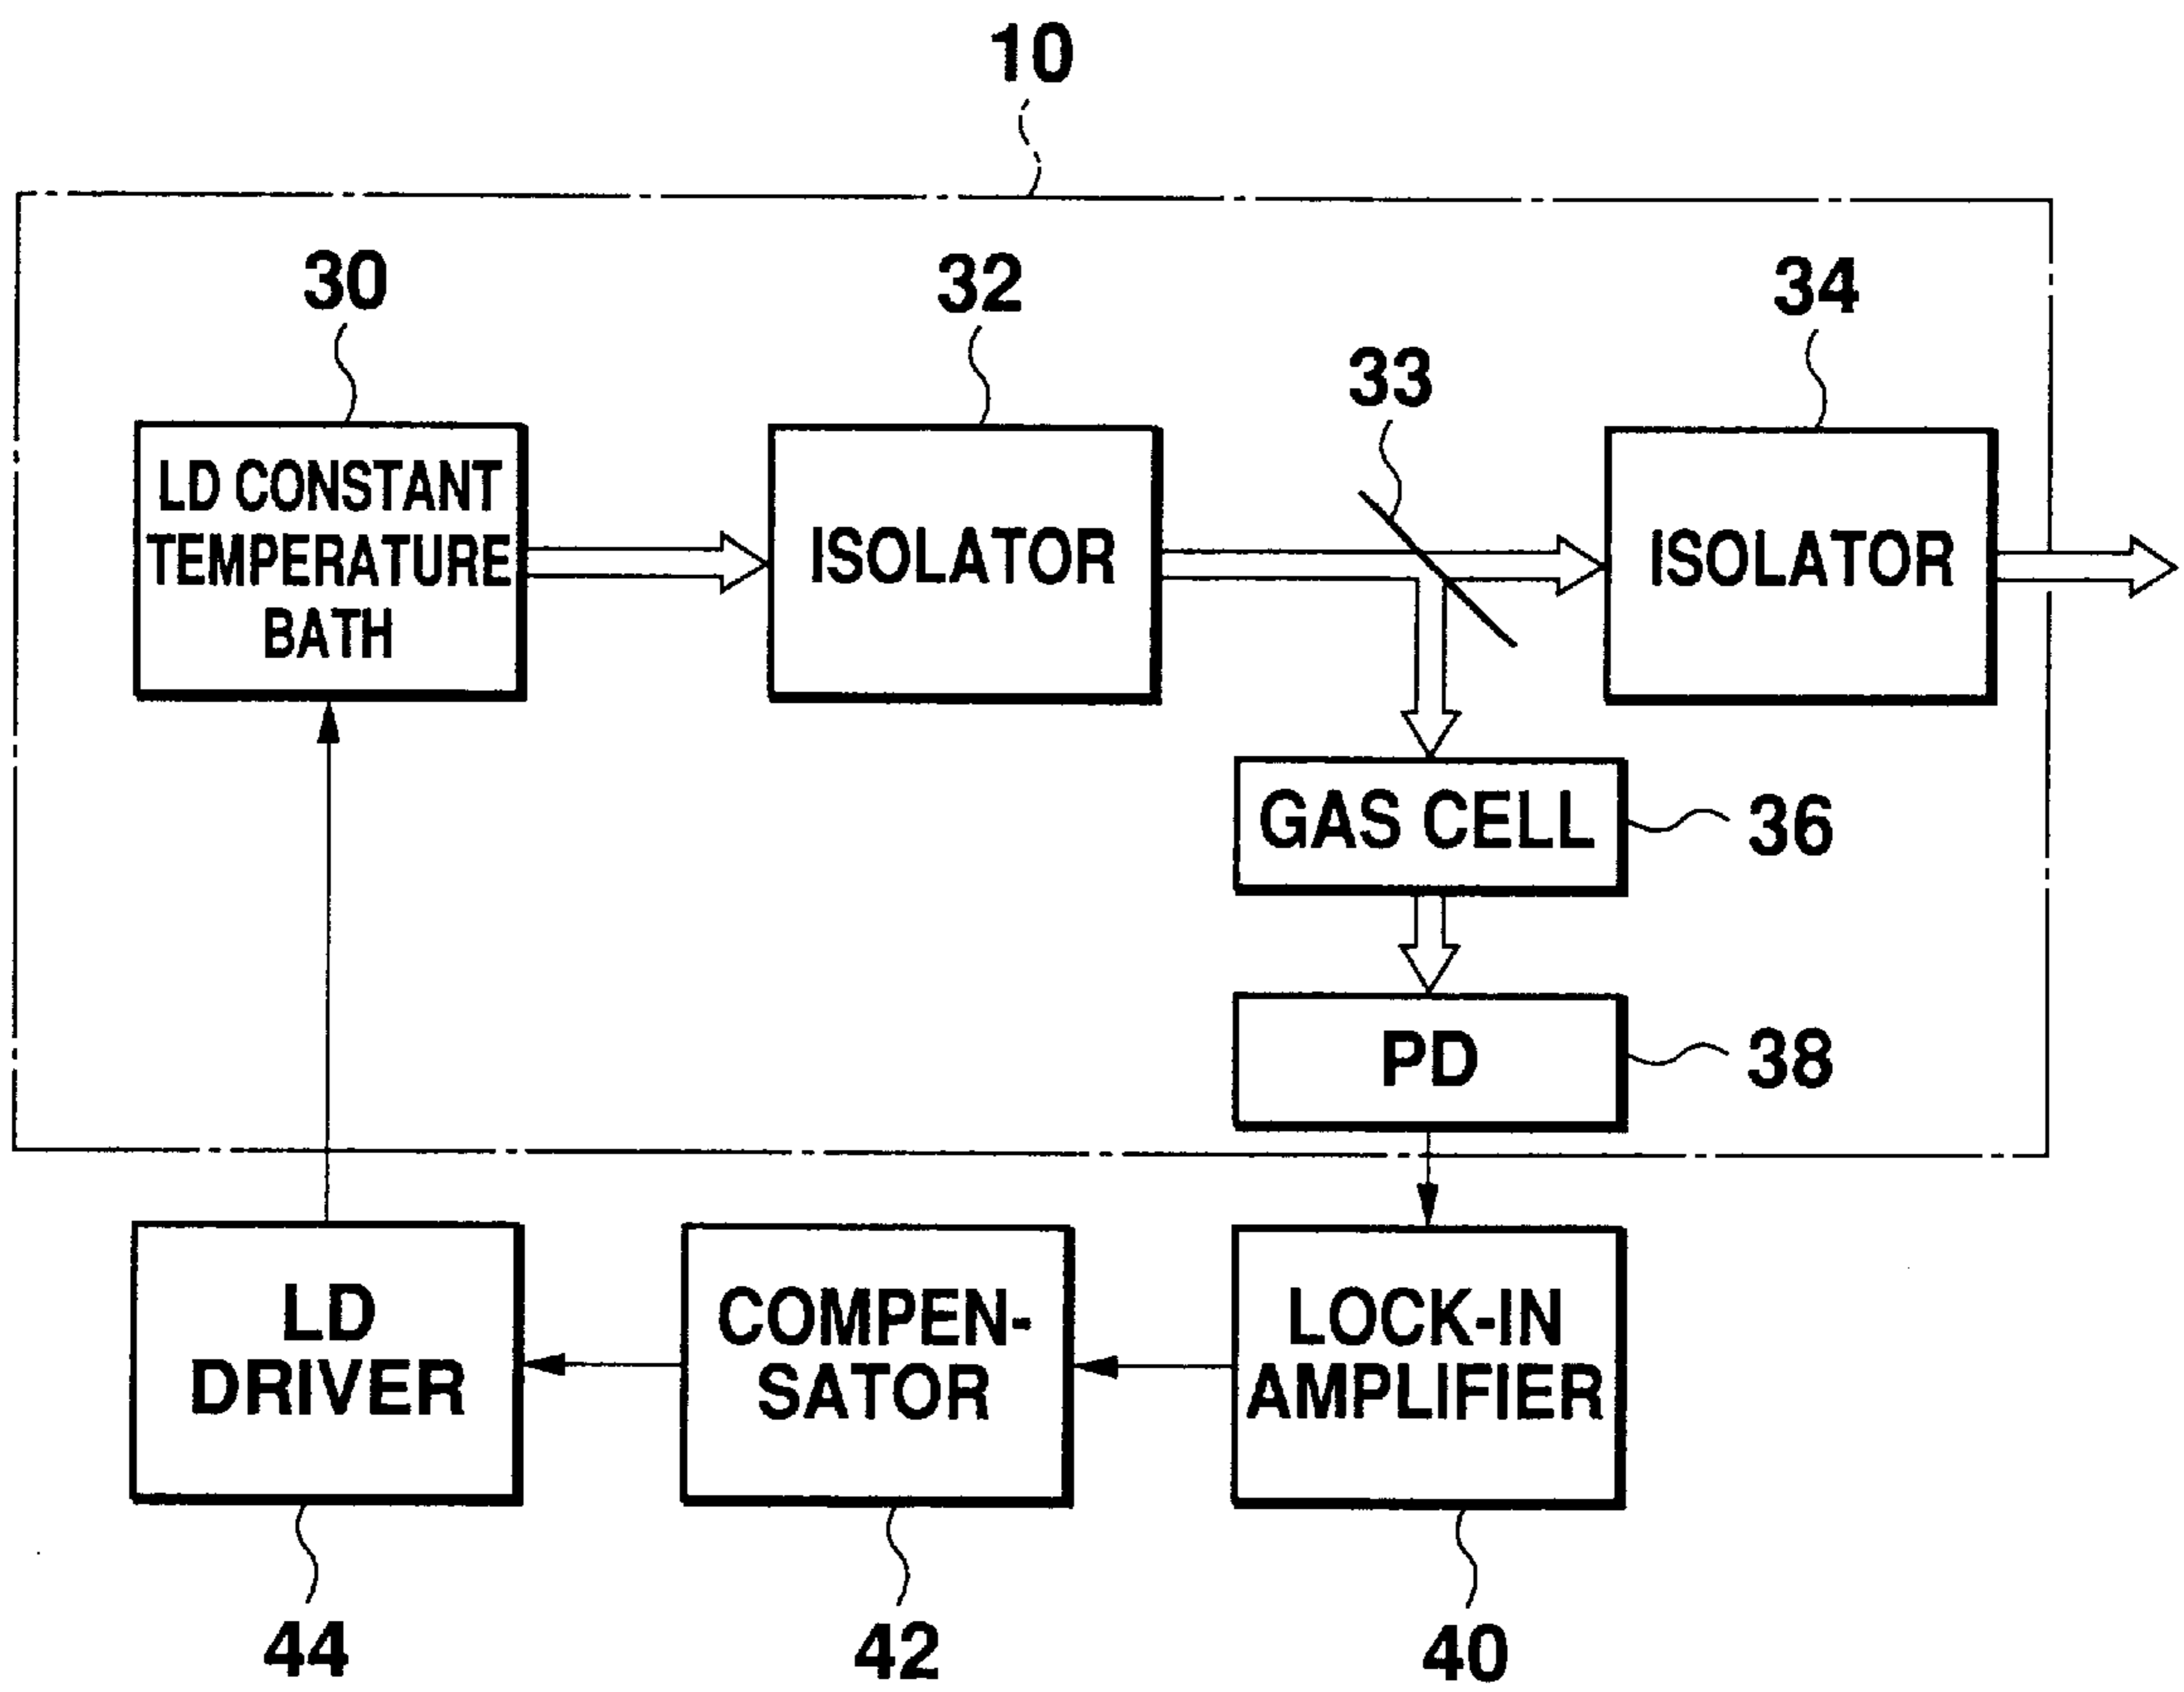 10
30
32
33
34
LD CONSTANT
TEMPERATURE
BATH
ISOLATOR
ISOLATOR
GAS CELL
36
PD
38
LD
DRIVER
COMPEN-
SATOR
LOCK-IN
AMPLIFIER
44
42
40